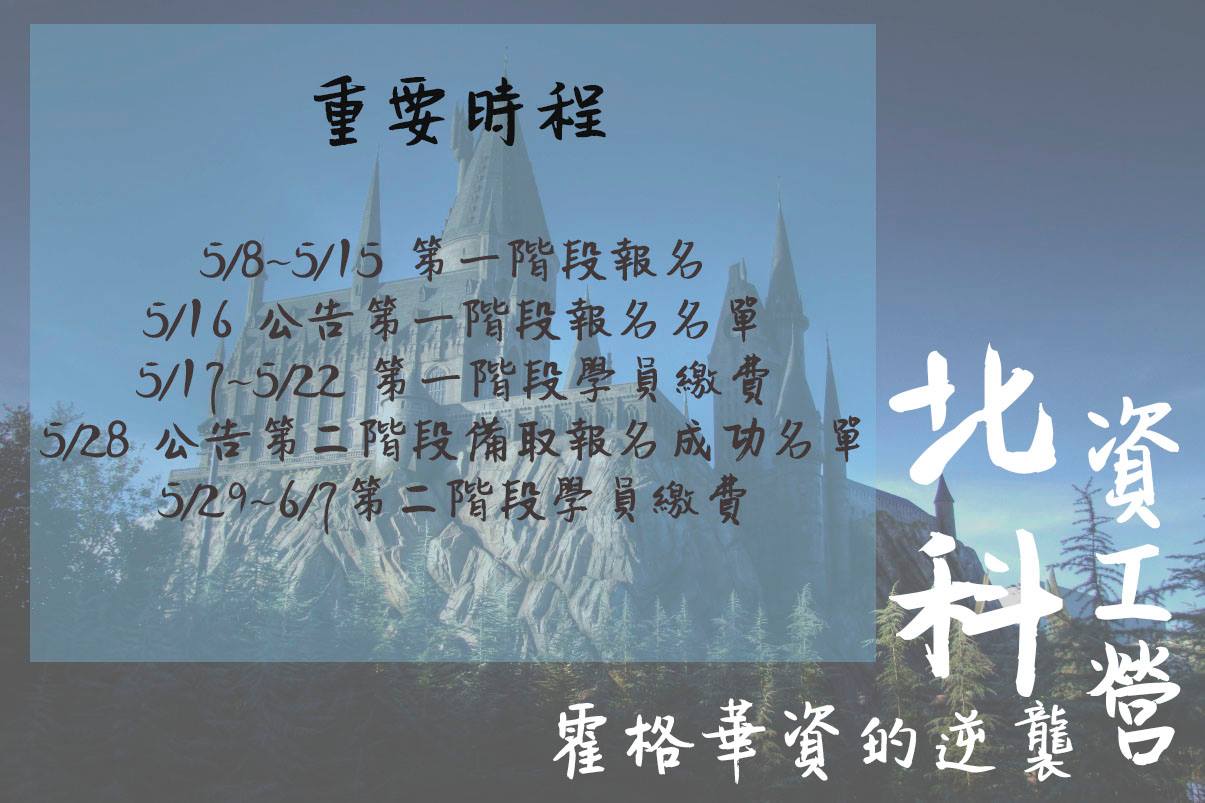 重要時程
5/8~5/15 第一階段報名
5/16 公告第一階段報名名單
5/17~5/22 第一階段學員繳費
5/28 公告第二階段備取報名成功名單
5/29~6/7第二階段學員繳費
北科
資工營
霍格華資的逆襲